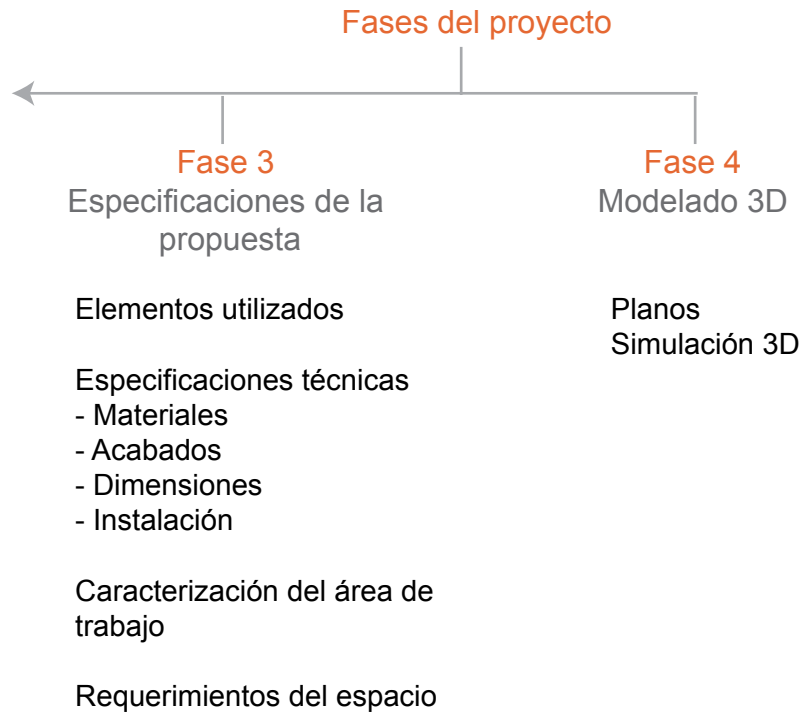 Fases del proyecto
Fase 3
Especificaciones de la
propuesta
Elementos utilizados
Especificaciones técnicas
- Materiales
- Acabados
- Dimensiones
- Instalación
Caracterización del área de
trabajo
Requerimientos del espacio
Fase 4
Modelado 3D
Planos
Simulación 3D